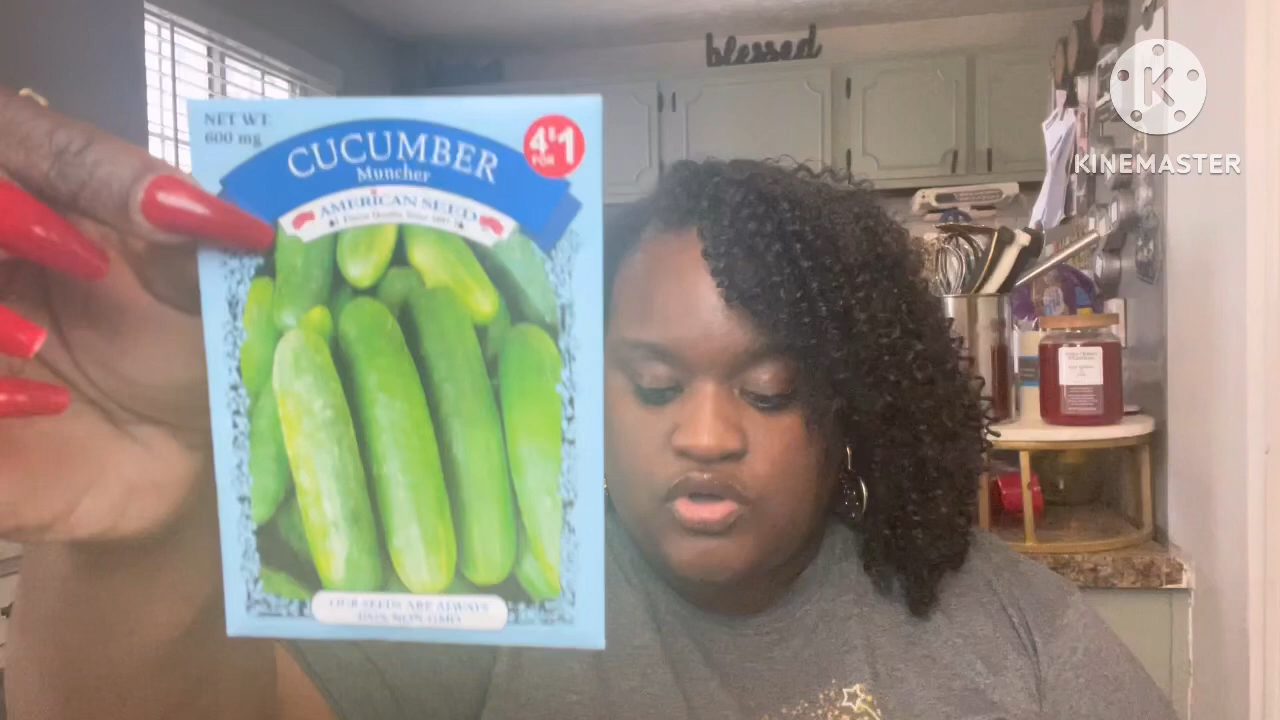 blessed
KINEMASTER
NET WT.
600 mg
CUCUMBER
Muncher
4 FOR $1
AMERICAN SEED
OUR SEEDS ARE ALWAYS
100% NON-GMO